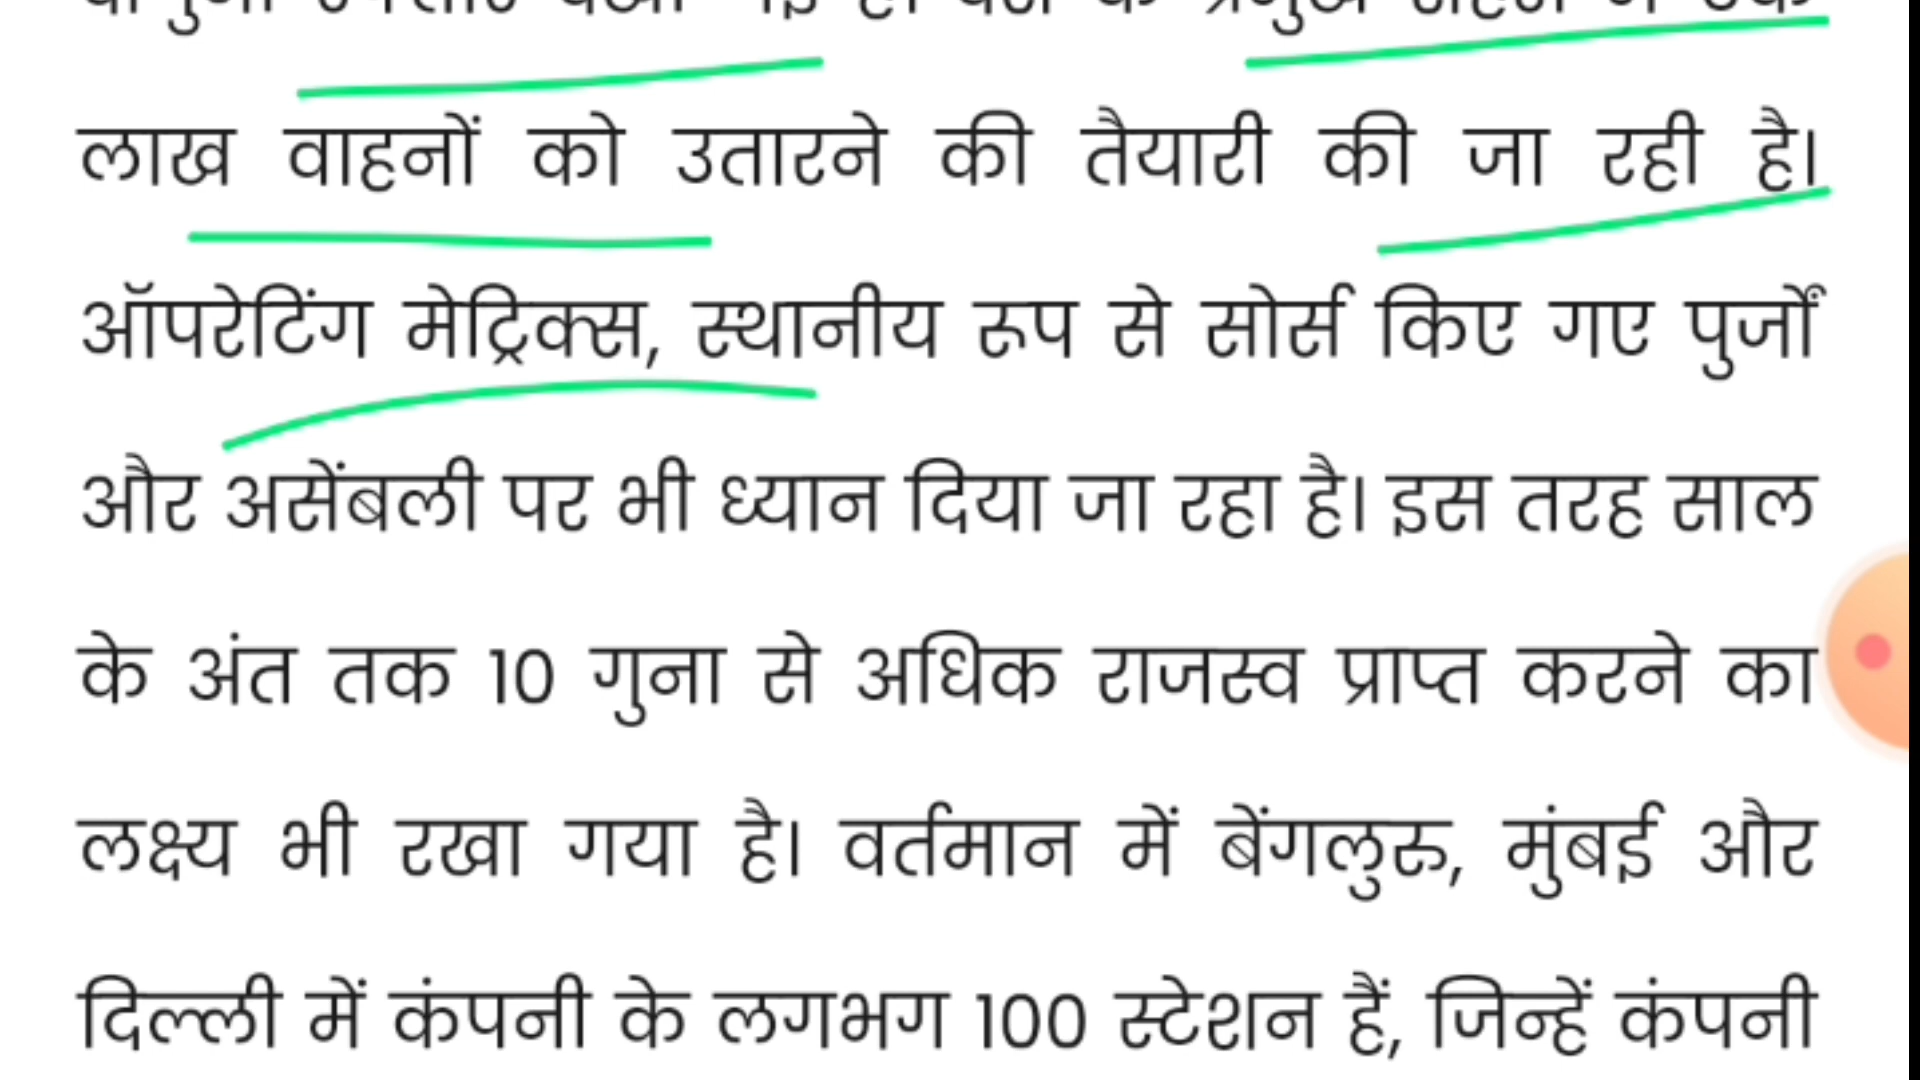 लाख वाहनों को उतारने की तैयारी की जा रही है।
ऑपरेटिंग मेट्रिक्स, स्थानीय रूप से सोर्स किए गए पुर्जों
और असेंबली पर भी ध्यान दिया जा रहा है। इस तरह साल
के अंत तक 10 गुना से अधिक राजस्व प्राप्त करने का
लक्ष्य भी रखा गया है। वर्तमान में बेंगलुरु, मुंबई और
दिल्ली में कंपनी के लगभग 100 स्टेशन हैं, जिन्हें कंपनी